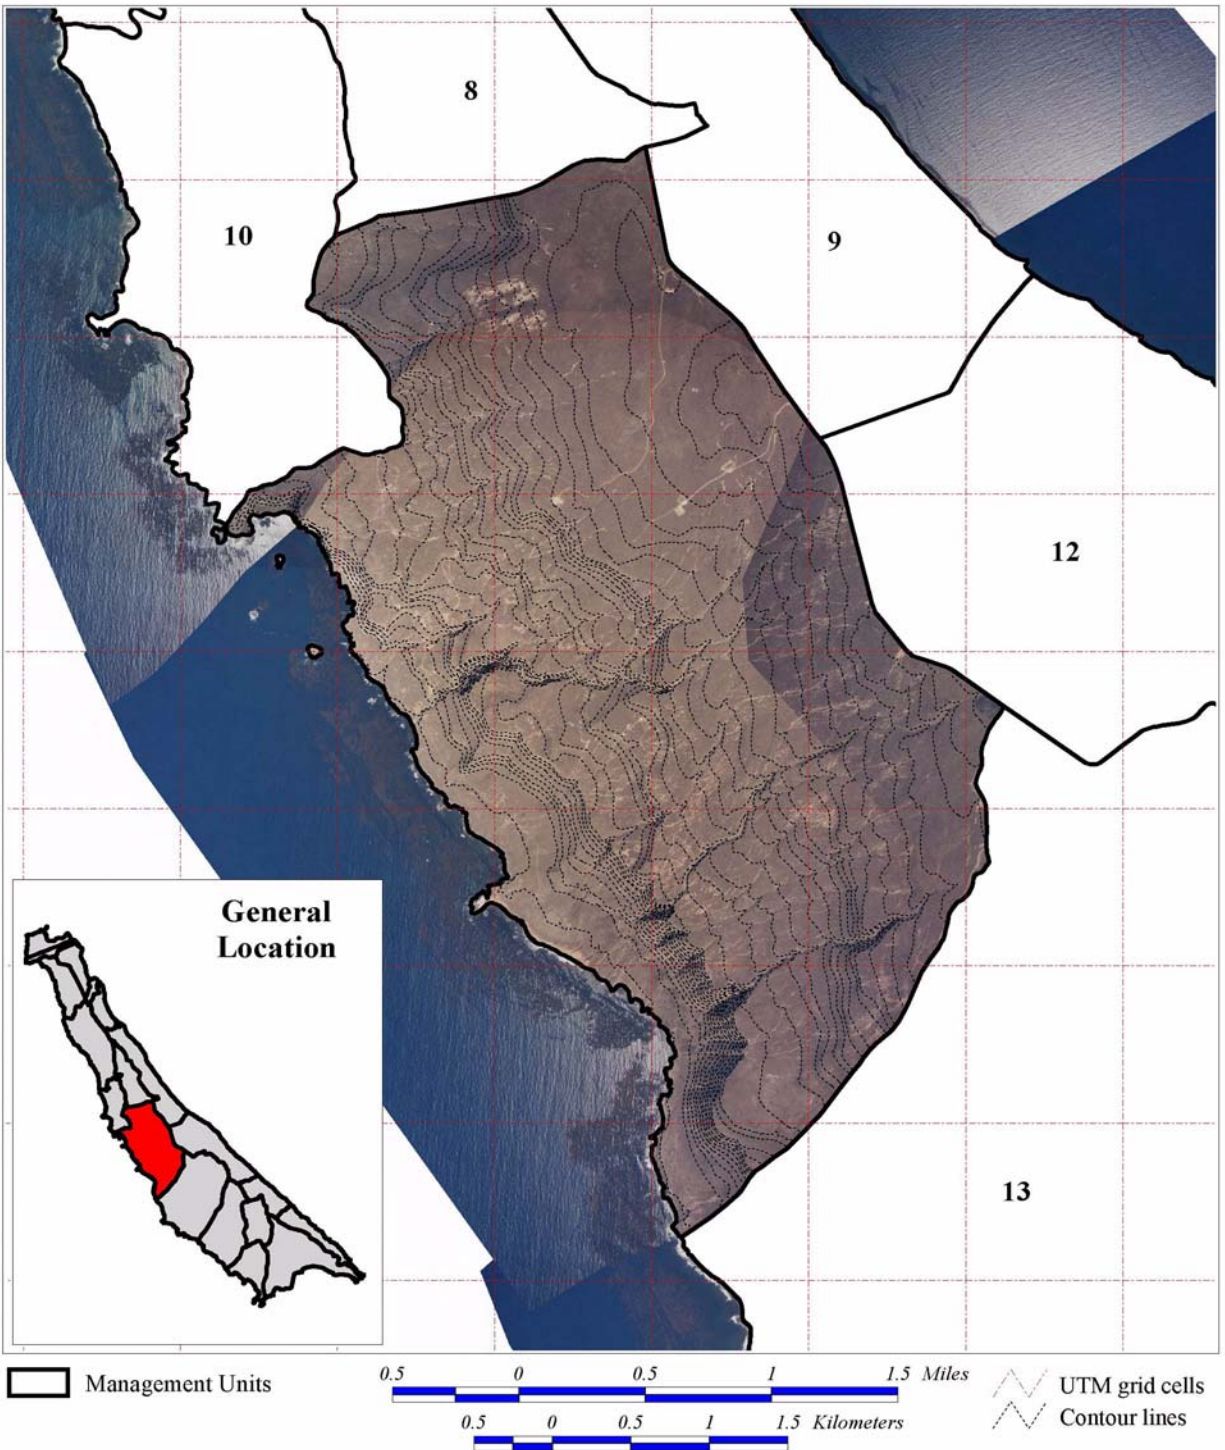 8
10
9
12
General
Location
13
Management Units
0.5 0 0.5 1 1.5 Miles
0.5 0 0.5 1 1.5 Kilometers
UTM grid cells
Contour lines